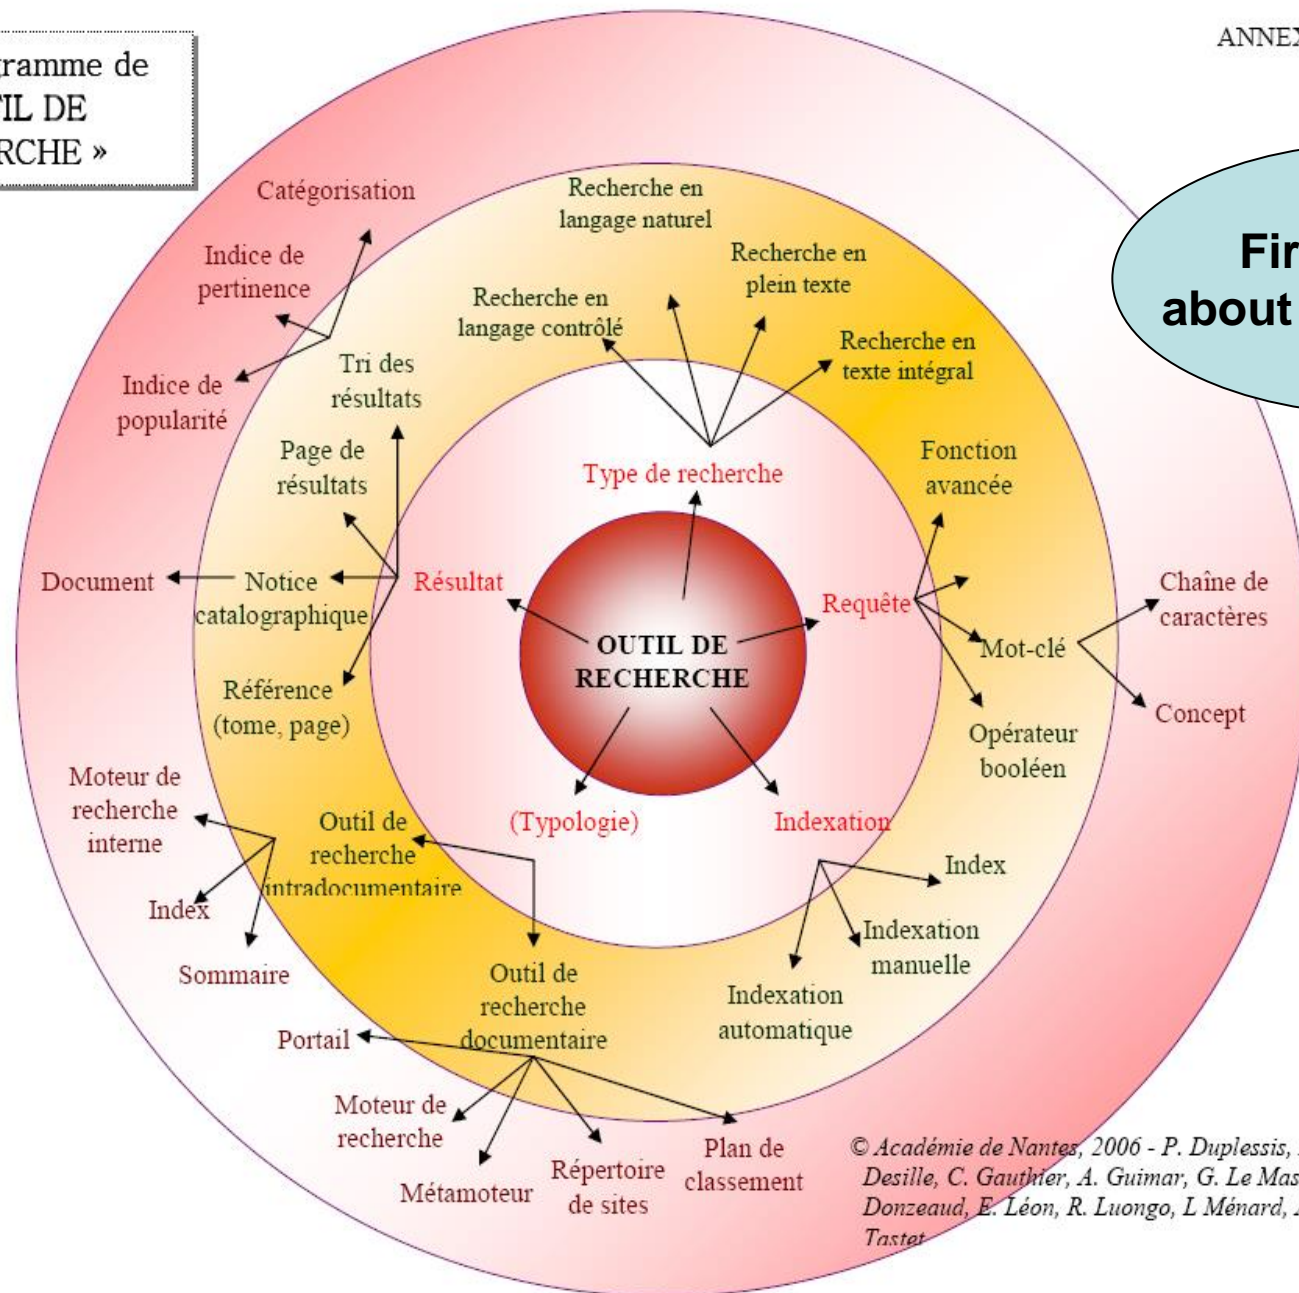 gramme de
TIL DE
RCHE »
ANNEX
Fir
about
Catégorisation
Indice de
pertinence
Indice de
popularité
Recherche en
langage naturel
Recherche en
plein texte
Recherche en
langage contrôlé
Recherche en
texte intégral
Tri des
résultats
Page de
résultats
Type de recherche
Fonction
avancée
Document
Notice
catalographique
Résultat
Requête
Chaîne de
caractères
OUTIL DE
RECHERCHE
Mot-clé
Référence
(tome, page)
Concept
Opérateur
booléen
Moteur de
recherche
interne
Outil de
recherche
intradocumentaire
(Typologie)
Indexation
Index
Index
Indexation
manuelle
Sommaire
Outil de
recherche
documentaire
Indexation
automatique
Portail
Moteur de
recherche
Métamoteur
Répertoire
de sites
Plan de
classement
© Académie de Nantes, 2006 - P. Duplessis,
Desille, C. Gauthier, A. Guimar, G. Le Mas
Donzeaud, E. Léon, R. Luongo, L Ménard,
Tastet